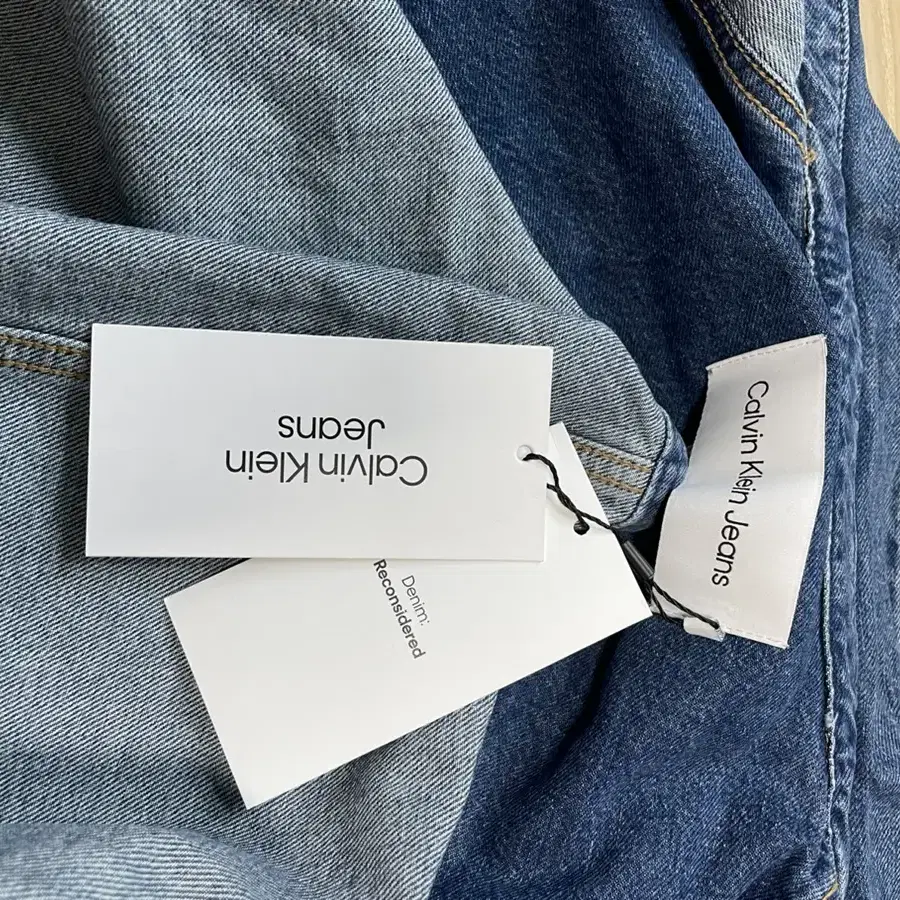 Calvin Klein
Jeans
Denim:
Reconsidered
Calvin Klein Jeans